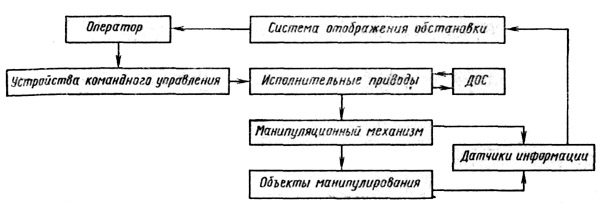 Оператор
Система отображения обстановки
Устройства командного управления
Исполнительные приводы
ДОС
Манипуляционный механизм
Датчики информации
Объекты манипулирования